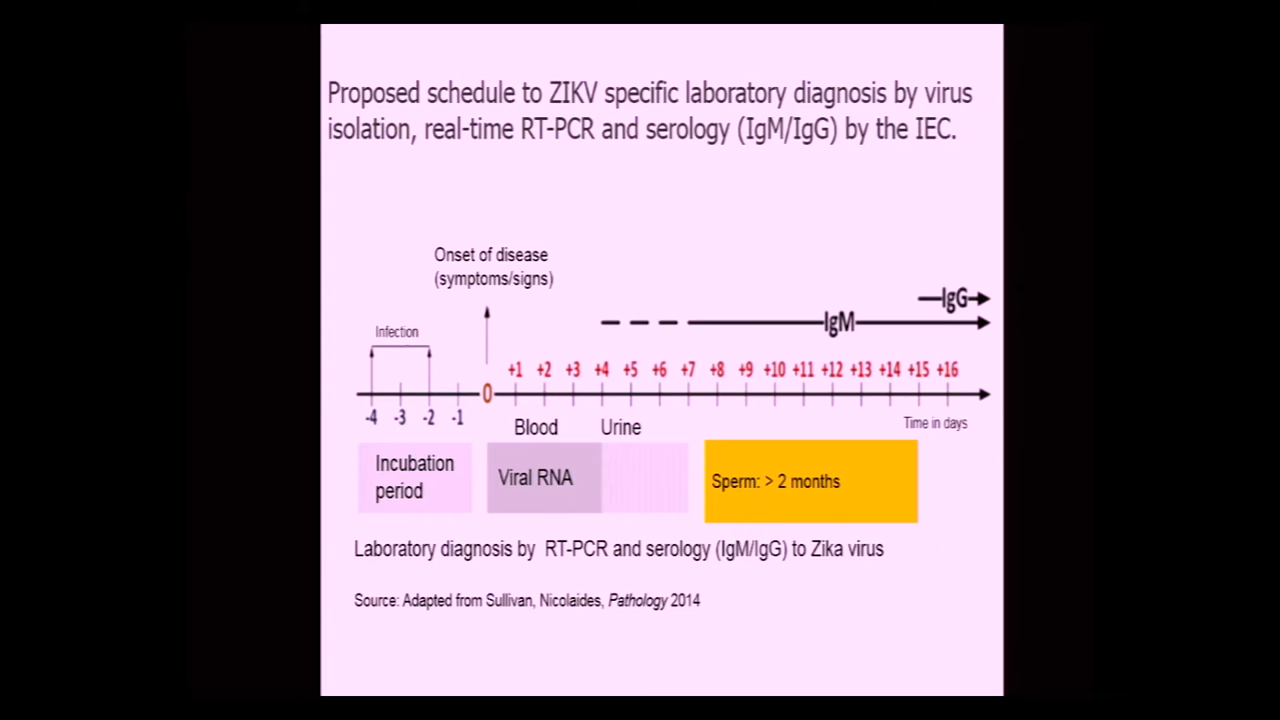 Proposed schedule to ZIKV specific laboratory diagnosis by virus
isolation, real-time RT-PCR and serology (IgM/IgG) by the IEC.
Onset of disease
(symptoms/signs)
IgG
IgM
Infection
+1 +2 +3 +4 +5 +6 +7 +8 +9 +10 +11 +12 +13 +14 +15 +16
0
-4 -3 -2 -1
Time in days
Blood Urine
Incubation
period
Viral RNA
Sperm: > 2 months
Laboratory diagnosis by RT-PCR and serology (IgM/IgG) to Zika virus
Source: Adapted from Sullivan, Nicolaides, Pathology 2014